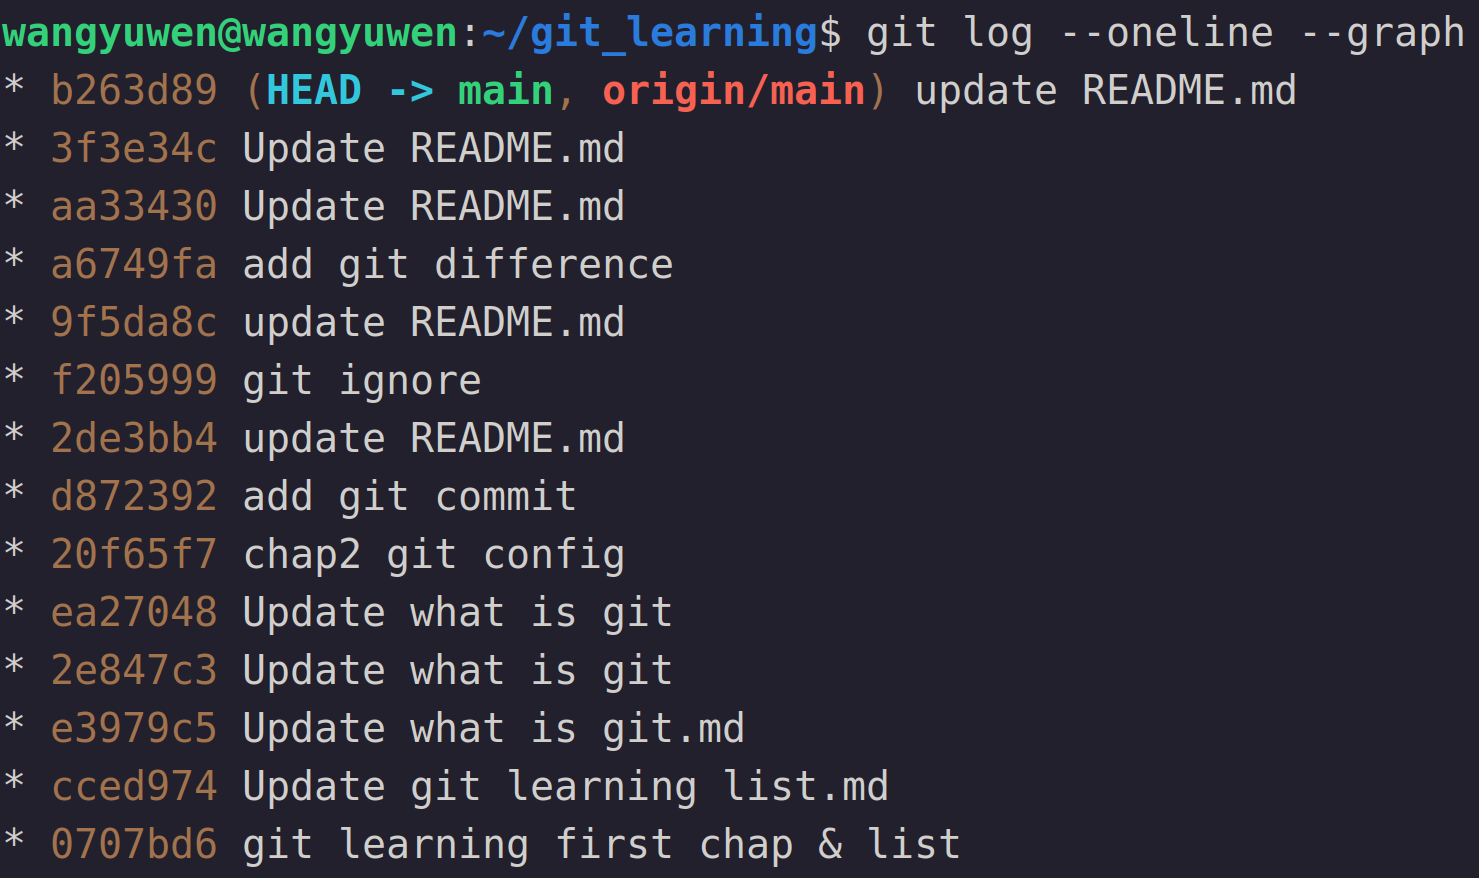 wangyuwen@wangyuwen:~/git_learning$ git log --oneline --graph
* b263d89 (HEAD -> main, origin/main) update README.md
* 3f3e34c Update README.md
* aa33430 Update README.md
* a6749fa add git difference
* 9f5da8c update README.md
* f205999 git ignore
* 2de3bb4 update README.md
* d872392 add git commit
* 20f65f7 chap2 git config
* ea27048 Update what is git
* 2e847c3 Update what is git
* e3979c5 Update what is git.md
* cced974 Update git learning list.md
* 0707bd6 git learning first chap & list